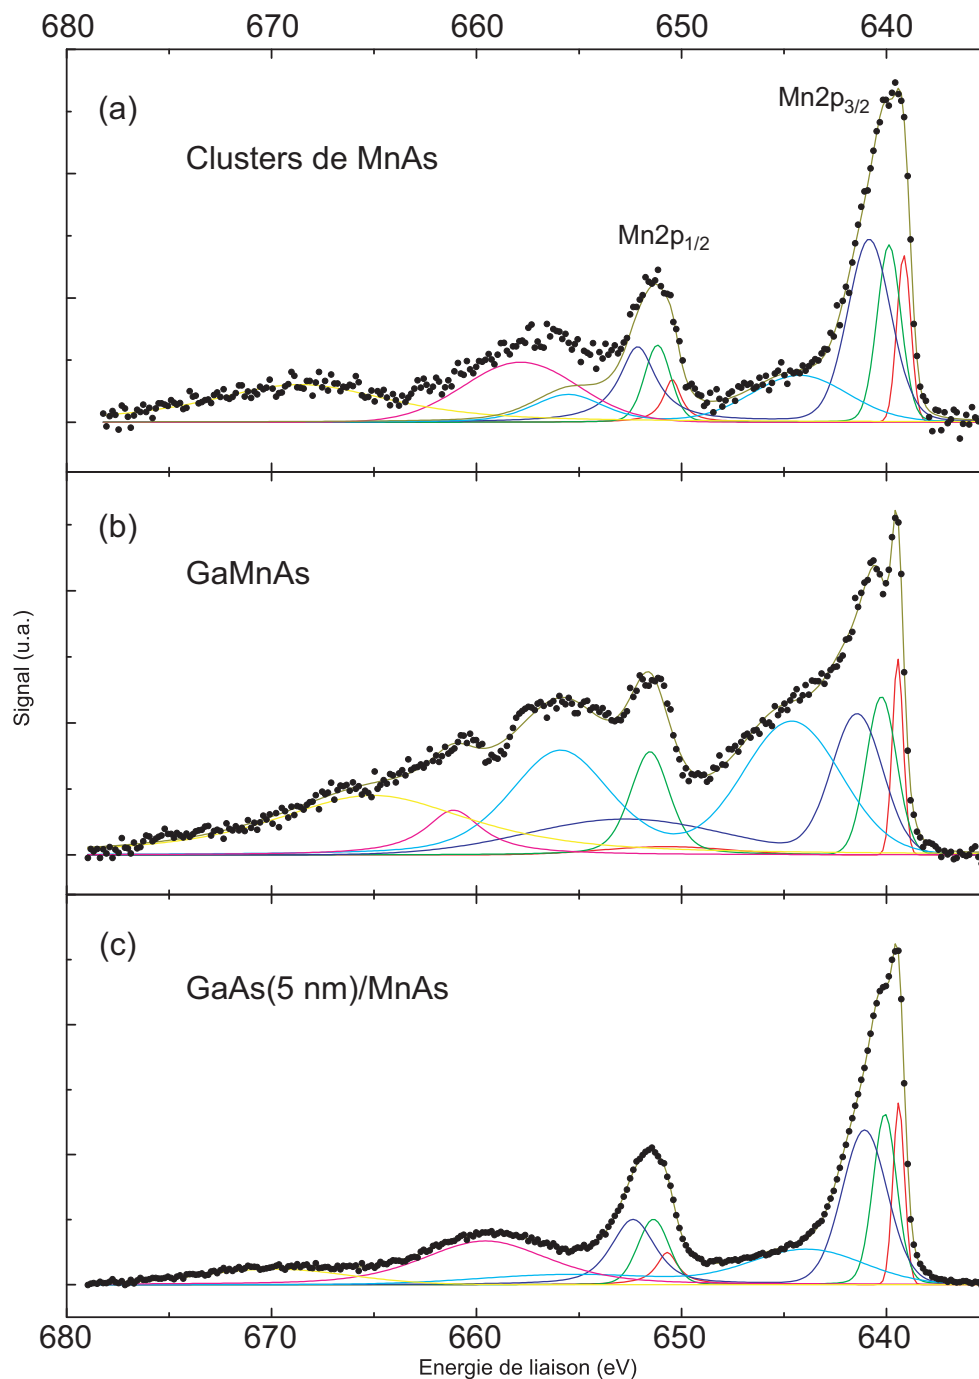 680 670 660 650 640
(a)
Mn2p3/2
Clusters de MnAs
Mn2p1/2
(b)
GaMnAs
Signal (u.a.)
(c)
GaAs(5 nm)/MnAs
680 670 660 650 640
Energie de liaison (eV)